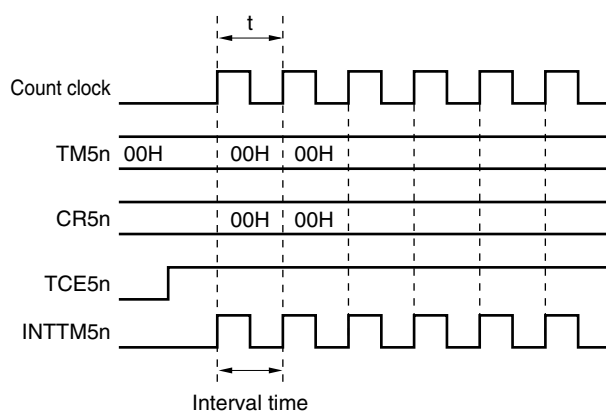 t
Count clock
TM5n 00H 00H 00H
CR5n 00H 00H
TCE5n
INTTM5n
Interval time